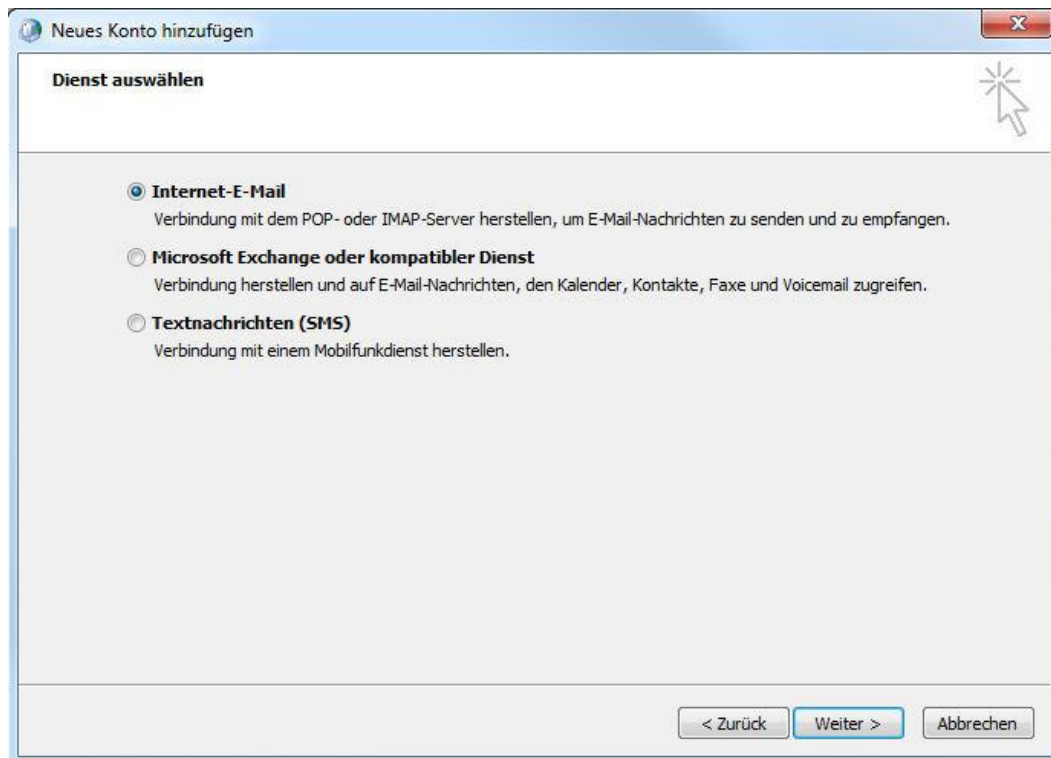 Neues Konto hinzufügen
Dienst auswählen
Internet-E-Mail
Verbindung mit dem POP- oder IMAP-Server herstellen, um E-Mail-Nachrichten zu senden und zu empfangen.
Microsoft Exchange oder kompatibler Dienst
Verbindung herstellen und auf E-Mail-Nachrichten, den Kalender, Kontakte, Faxe und Voicemail zugreifen.
Textnachrichten (SMS)
Verbindung mit einem Mobilfunkdienst herstellen.
< Zurück Weiter > Abbrechen